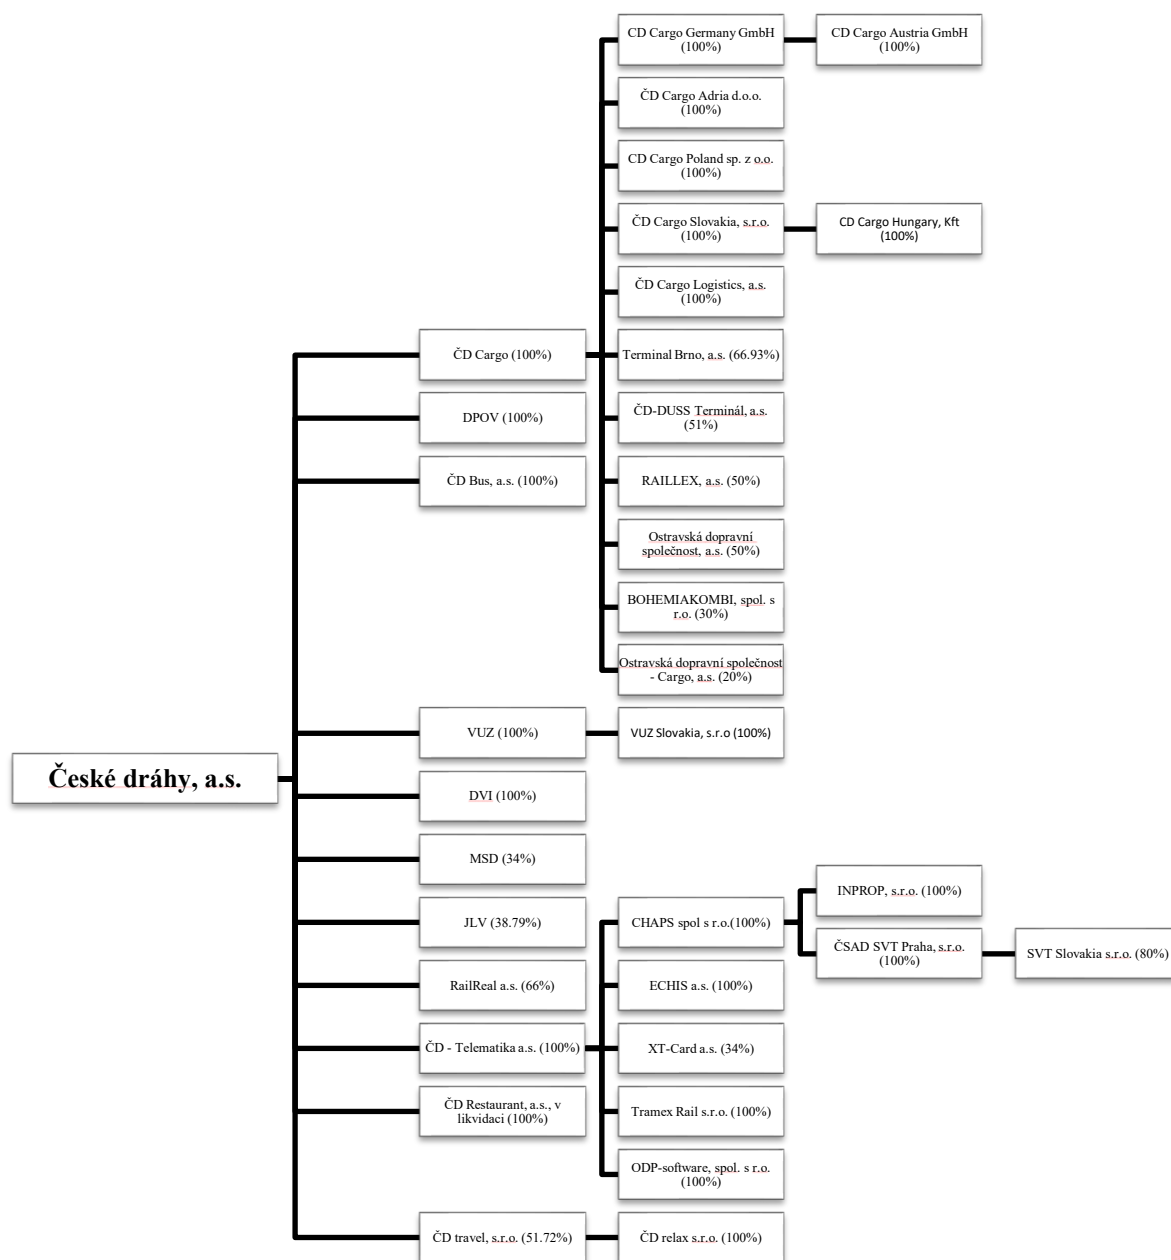 CD Cargo Germany GmbH
(100%)
CD Cargo Austria GmbH
(100%)
ČD Cargo Adria d.o.o.
(100%)
CD Cargo Poland sp. z o.o.
(100%)
ČD Cargo Slovakia, s.r.o.
(100%)
CD Cargo Hungary, Kft
(100%)
ČD Cargo Logistics, a.s.
(100%)
ČD Cargo (100%)
Terminal Brno, a.s. (66.93%)
DPOV (100%)
ČD-DUSS Terminál, a.s.
(51%)
ČD Bus, a.s. (100%)
RAILLEX, a.s. (50%)
Ostravská dopravní
společnost, a.s. (50%)
BOHEMIAKOMBI, spol. s
r.o. (30%)
Ostravská dopravní společnost
- Cargo, a.s. (20%)
VUZ (100%)
VUZ Slovakia, s.r.o (100%)
České dráhy, a.s.
DVI (100%)
MSD (34%)
JLV (38.79%)
CHAPS spol s r.o.(100%)
INPROP, s.r.o. (100%)
ČSAD SVT Praha, s.r.o.
(100%)
SVT Slovakia s.r.o. (80%)
RailReal a.s. (66%)
ECHIS a.s. (100%)
ČD - Telematika a.s. (100%)
XT-Card a.s. (34%)
ČD Restaurant, a.s., v
likvidaci (100%)
Tramex Rail s.r.o. (100%)
ODP-software, spol. s r.o.
(100%)
ČD travel, s.r.o. (51.72%)
ČD relax s.r.o. (100%)